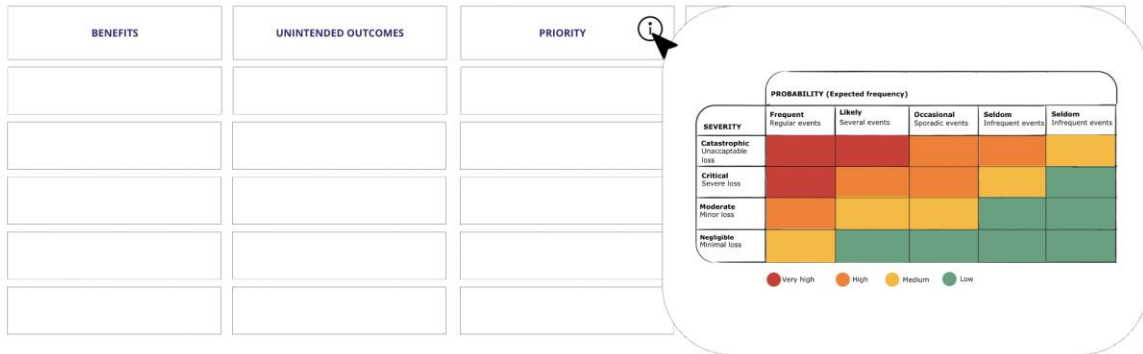 BENEFITS
UNINTENDED OUTCOMES
PRIORITY
i
PROBABILITY (Expected frequency)
SEVERITY
Frequent
Regular events
Likely
Several events
Occasional
Sporadic events
Seldom
Infrequent events
Seldom
Infrequent events
Catastrophic
Unaccaptable
loss
Critical
Severe loss
Moderate
Minor loss
Negligible
Minimal loss
Very high
High
Medium
Low